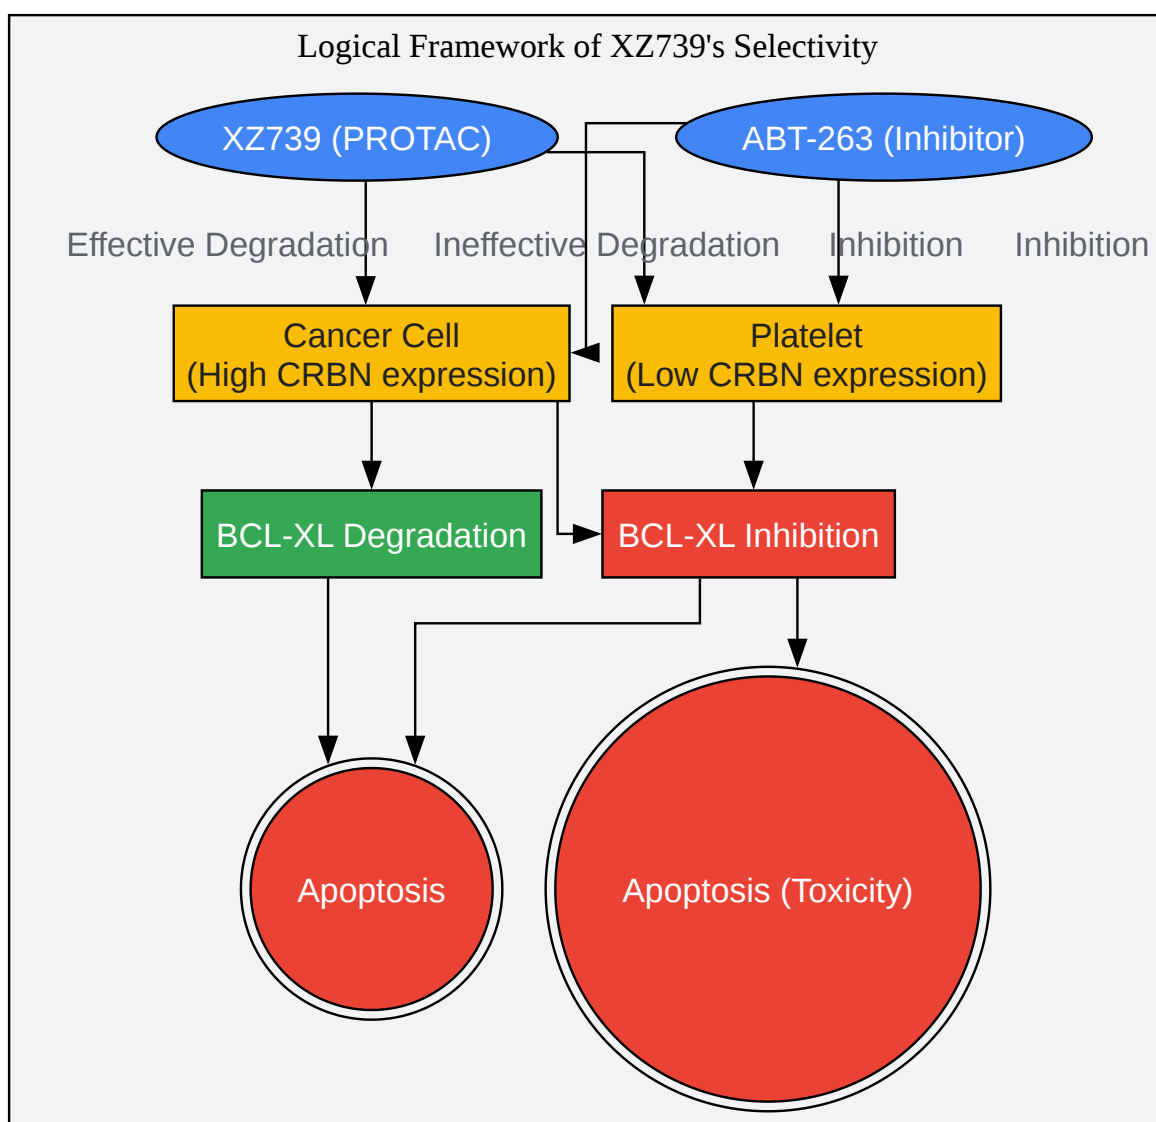 Logical Framework of XZ739's Selectivity
XZ739 (PROTAC)
ABT-263 (Inhibitor)
Effective Degradation
Ineffective Degradation
Inhibition
Inhibition
Cancer Cell
(High CRBN expression)
Platelet
(Low CRBN expression)
BCL-XL Degradation
BCL-XL Inhibition
Apoptosis
Apoptosis (Toxicity)